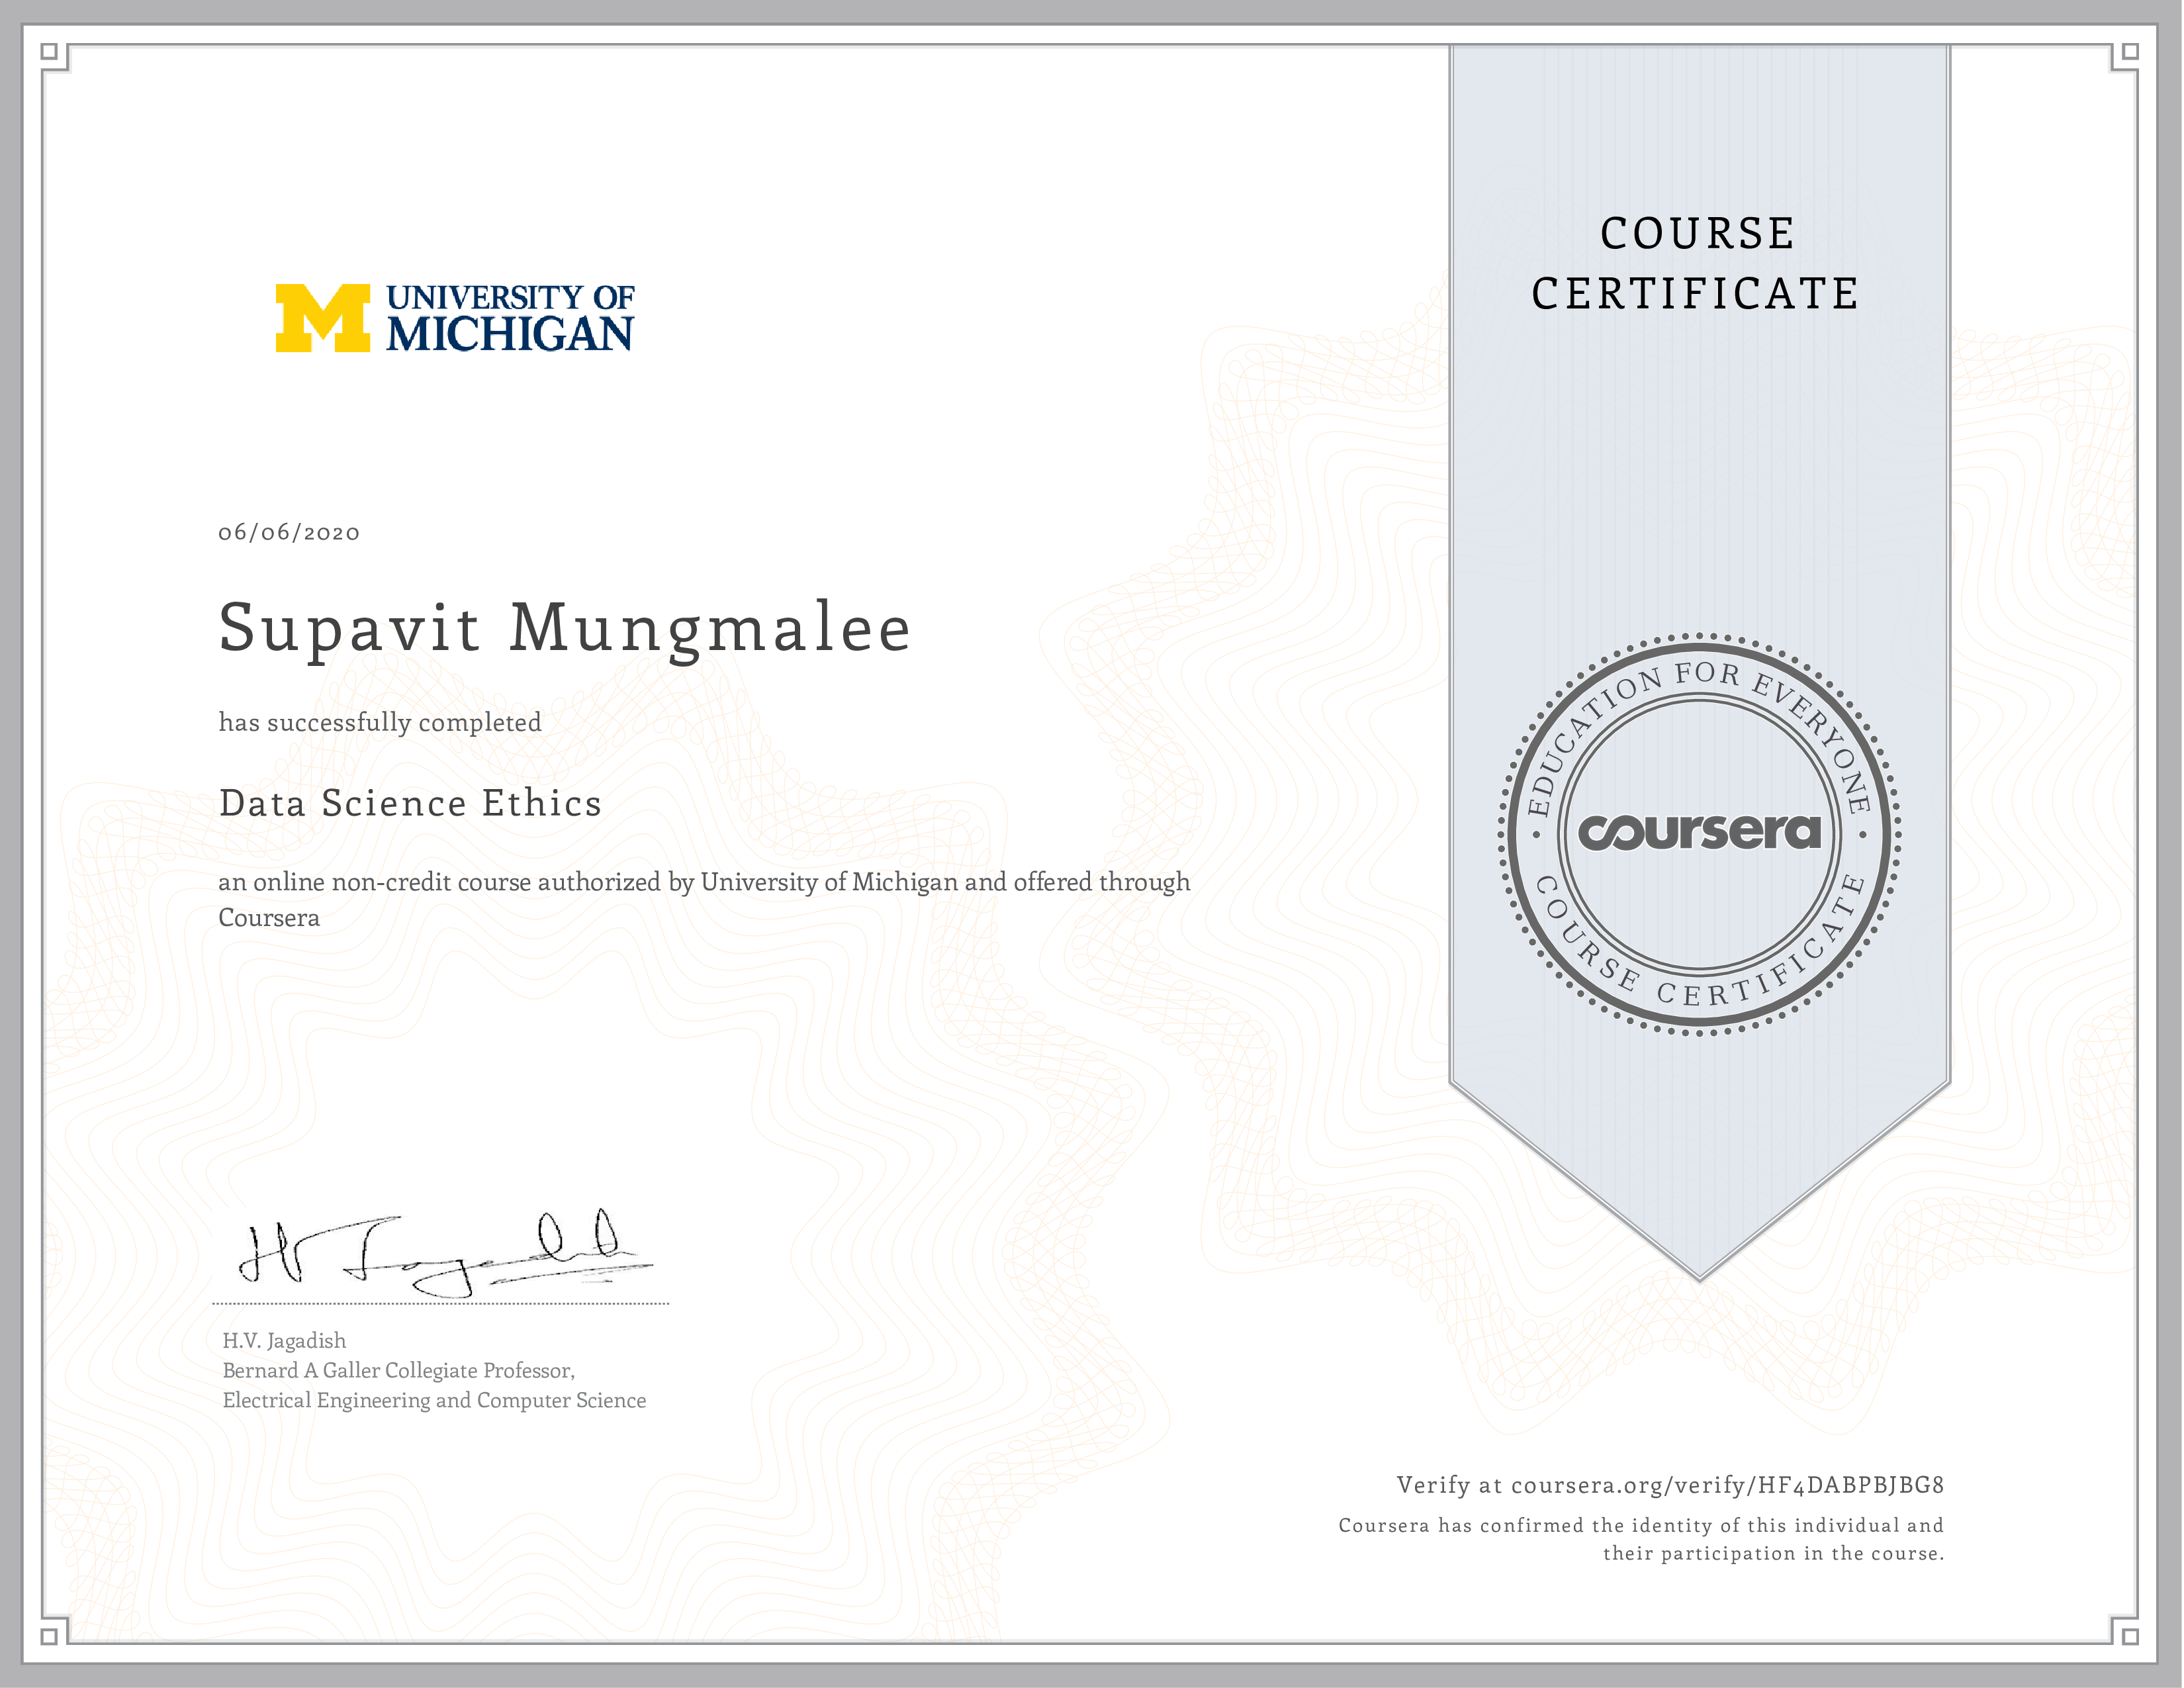 UNIVERSITY OF
MICHIGAN
COURSE
CERTIFICATE
06/06/2020
Supavit Mungmalee
has successfully completed
Data Science Ethics
an online non-credit course authorized by University of Michigan and offered through
Coursera
EDUCATION FOR EVERYONE
coursera
COURSE CERTIFICATE
H.V. Jagadish
Bernard A Galler Collegiate Professor,
Electrical Engineering and Computer Science
Verify at coursera.org/verify/HF4DABPBJBG8
Coursera has confirmed the identity of this individual and
their participation in the course.